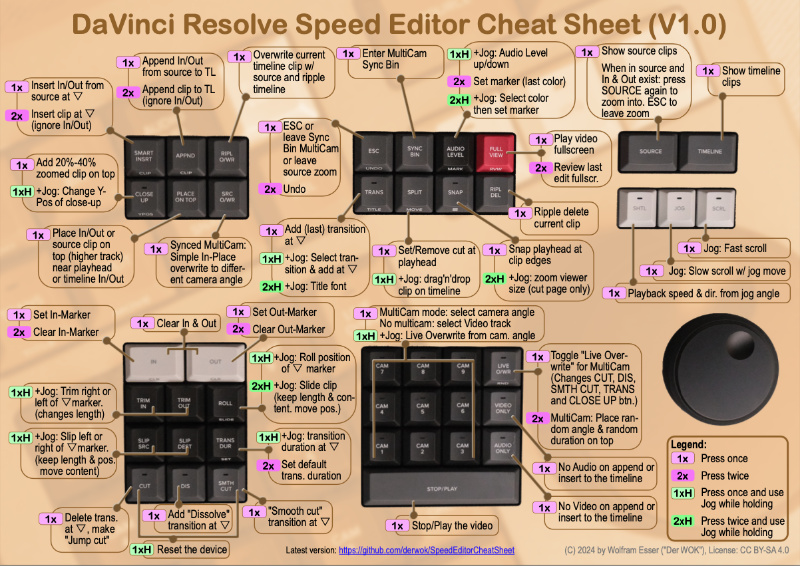 DaVinci Resolve Speed Editor Cheat Sheet (V1.0)
1x Insert In/Out from
source at ▽
2x Insert clip at ▽
(ignore In/Out)
1x Append In/Out
from source to TL
2x Append clip to TL
(ignore In/Out)
1x Overwrite current
timeline clip w/
source and ripple
timeline
1x Enter MultiCam
Sync Bin
1xH +Jog: Audio Level
up/down
2x Set marker (last color)
2xH +Jog: Select color
then set marker
1x Show source clips
When in source and
In & Out exist: press
SOURCE again to
zoom into. ESC to
leave zoom
1x Show timeline
clips
1x Add 20%-40%
zoomed clip on top
1xH +Jog: Change Y-
Pos of close-up
SMART
INSRT
CLIP
APPND
CLIP
RIPL
O/WR
CLOSE
UP
YPOS
PLACE
ON TOP
SRC
O/WR
1x ESC or
leave Sync
Bin MultiCam
or leave
source zoom
2x Undo
ESC
UNDO
SYNC
BIN
AUDIO
LEVEL
MARK
FULL
VIEW
RVW
TRANS
TITLE
SPLIT
MOVE
SNAP
RIPL
DEL
1x Play video
fullscreen
2x Review last
edit fullscr.
1x Ripple delete
current clip
SOURCE
TIMELINE
SHTL
JOG
SCRL
1x Place In/Out or
source clip on
top (higher track)
near playhead
or timeline In/Out
1x Synced MultiCam:
Simple In-Place
overwrite to differ-
ent camera angle
1x Add (last) transition
at ▽
1xH +Jog: Select tran-
sition & add at ▽
2xH +Jog: Title font
1x Set/Remove cut at
playhead
1xH +Jog: drag'n'drop
clip on timeline
1x Snap playhead at
clip edges
2xH +Jog: zoom viewer
size (cut page only)
1x Jog: Fast scroll
1x Jog: Slow scroll w/ jog move
1x Playback speed & dir. from jog angle
1x Set In-Marker
2x Clear In-Marker
1x Clear In & Out
1x Set Out-Marker
2x Clear Out-Marker
1x MultiCam mode: select camera angle
No multicam: select Video track
1xH +Jog: Live Overwrite from cam. angle
IN
OUT
1xH +Jog: Trim right or
left of ▽ marker.
(changes length)
1xH +Jog: Slip left or
right of ▽ marker.
(keep length & pos.
move content)
TRIM
IN
TRIM
OUT
ROLL
SLIDE
SLIP
SRC
SLIP
DEST
TRANS
DUR
SET
CUT
DIS
SMTH
CUT
1xH +Jog: Roll position
of ▽ marker
2xH +Jog: Slide clip
(keep length & con-
tent. move pos.)
1xH +Jog: transition
duration at ▽
2x Set default
trans. duration
CAM
7
CAM
8
CAM
9
LIVE
O/WR
CAM
4
CAM
5
CAM
6
VIDEO
ONLY
CAM
1
CAM
2
CAM
3
AUDIO
ONLY
STOP/PLAY
1x Toggle "Live Over-
write" for MultiCam
(Changes CUT, DIS,
SMTH CUT, TRANS
and CLOSE UP btn.)
2x MultiCam: Place ran-
dom angle & random
duration on top
1x No Audio on append or
insert to the timeline
1x No Video on append or
insert to the timeline
Legend:
1x Press once
2x Press twice
1xH Press once and use
Jog while holding
2xH Press twice and use
Jog while holding
1x Delete trans.
at ▽, make
"Jump cut"
1x Add "Dissolve"
transition at ▽
1x "Smooth cut"
transition at ▽
1xH Reset the device
1x Stop/Play the video
Latest version: https://github.com/derwok/SpeedEditorCheatSheet
(C) 2024 by Wolfram Esser ("Der WOK"), License: CC BY-SA 4.0